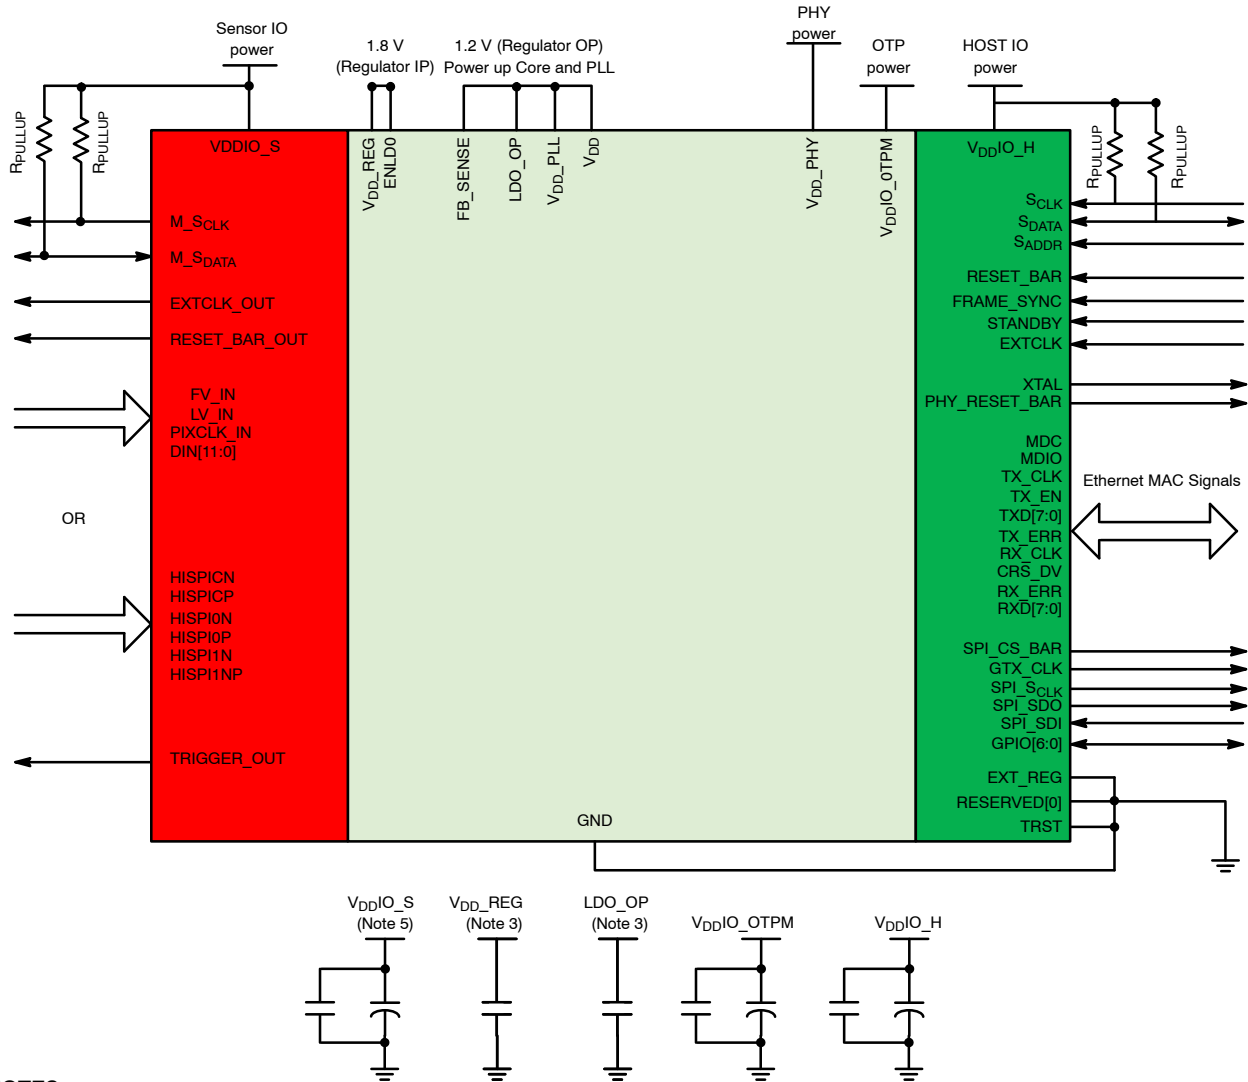 Sensor IO
power
1.8 V
(Regulator IP)
1.2 V (Regulator OP)
Power up Core and PLL
PHY
power
OTP
power
HOST IO
power
RPULLUP
RPULLUP
RPULLUP
RPULLUP
VDDIO_S
VDD_REG
ENLD0
FB_SENSE
LDO_OP
VDD_PLL
VDD
VDD_PHY
VDDIO_0TPM
VDDIO_H
M_SCLK
M_SDATA
EXTCLK_OUT
RESET_BAR_OUT
FV_IN
LV_IN
PIXCLK_IN
DIN[11:0]
OR
HISPICN
HISPICP
HISPI0N
HISPI0P
HISPI1N
HISPI1NP
TRIGGER_OUT
SCLK
SDATA
SADDR
RESET_BAR
FRAME_SYNC
STANDBY
EXTCLK
XTAL
PHY_RESET_BAR
MDC
MDIO
TX_CLK
TX_EN
TXD[7:0]
TX_ERR
RX_CLK
CRS_DV
RX_ERR
RXD[7:0]
Ethernet MAC Signals
SPI_CS_BAR
GTX_CLK
SPI_SCLK
SPI_SDO
SPI_SDI
GPIO[6:0]
EXT_REG
RESERVED[0]
TRST
GND
VDDIO_S
(Note 5)
VDD_REG
(Note 3)
LDO_OP
(Note 3)
VDDIO_OTPM
VDDIO_H